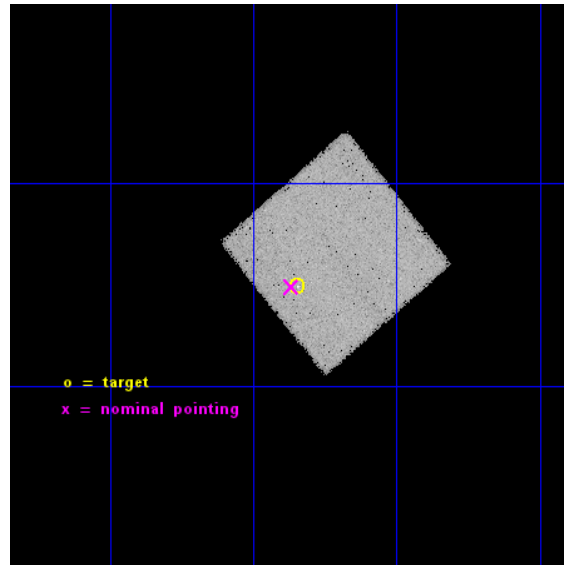 o = target
x = nominal pointing